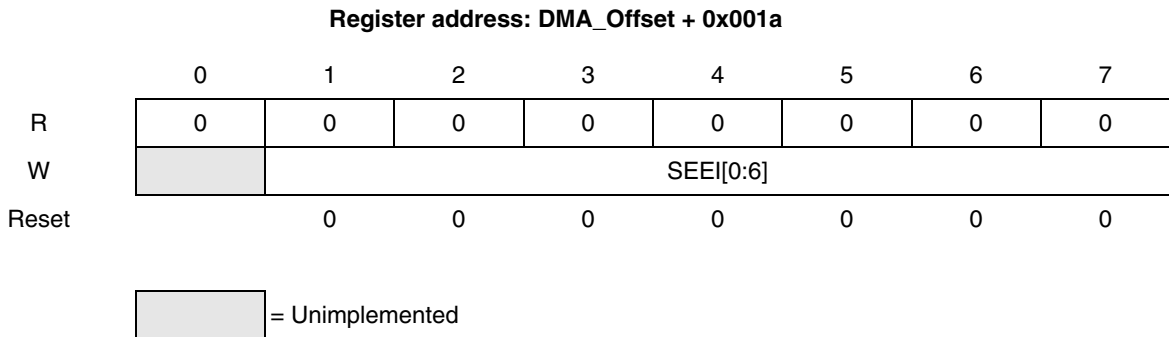 Register address: DMA_Offset + 0x001a
0 1 2 3 4 5 6 7
R 0 0 0 0 0 0 0 0
W SEEI[0:6]
Reset 0 0 0 0 0 0 0
= Unimplemented